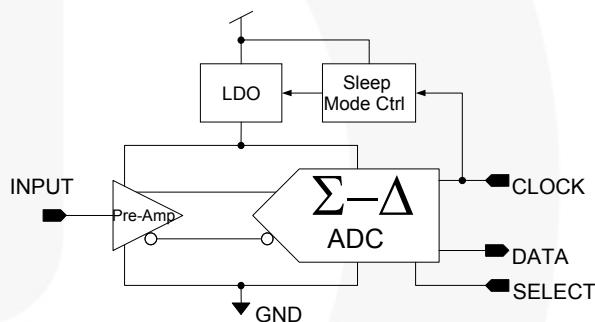 LDO
Sleep
Mode Ctrl
INPUT
Pre-Amp
Σ–Δ
ADC
CLOCK
DATA
SELECT
GND